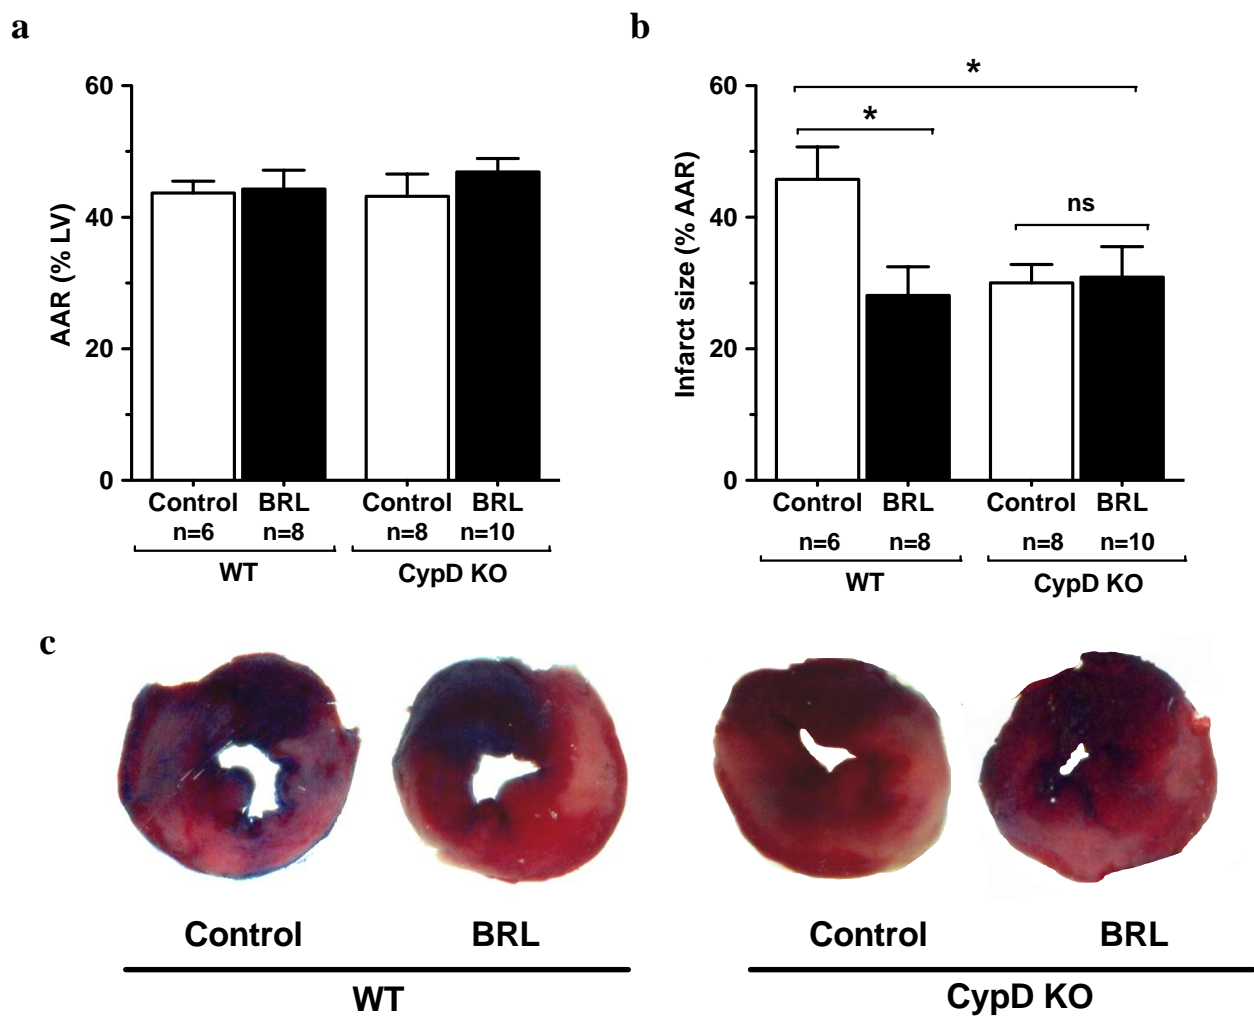 a
60
40
20
0
AAR (% LV)
Control BRL Control BRL
n=6 n=8 n=8 n=10
WT CypD KO
b
60
40
20
0
Infarct size (% AAR)
*
*
ns
Control BRL Control BRL
n=6 n=8 n=8 n=10
WT CypD KO
c
Control BRL Control BRL
WT CypD KO